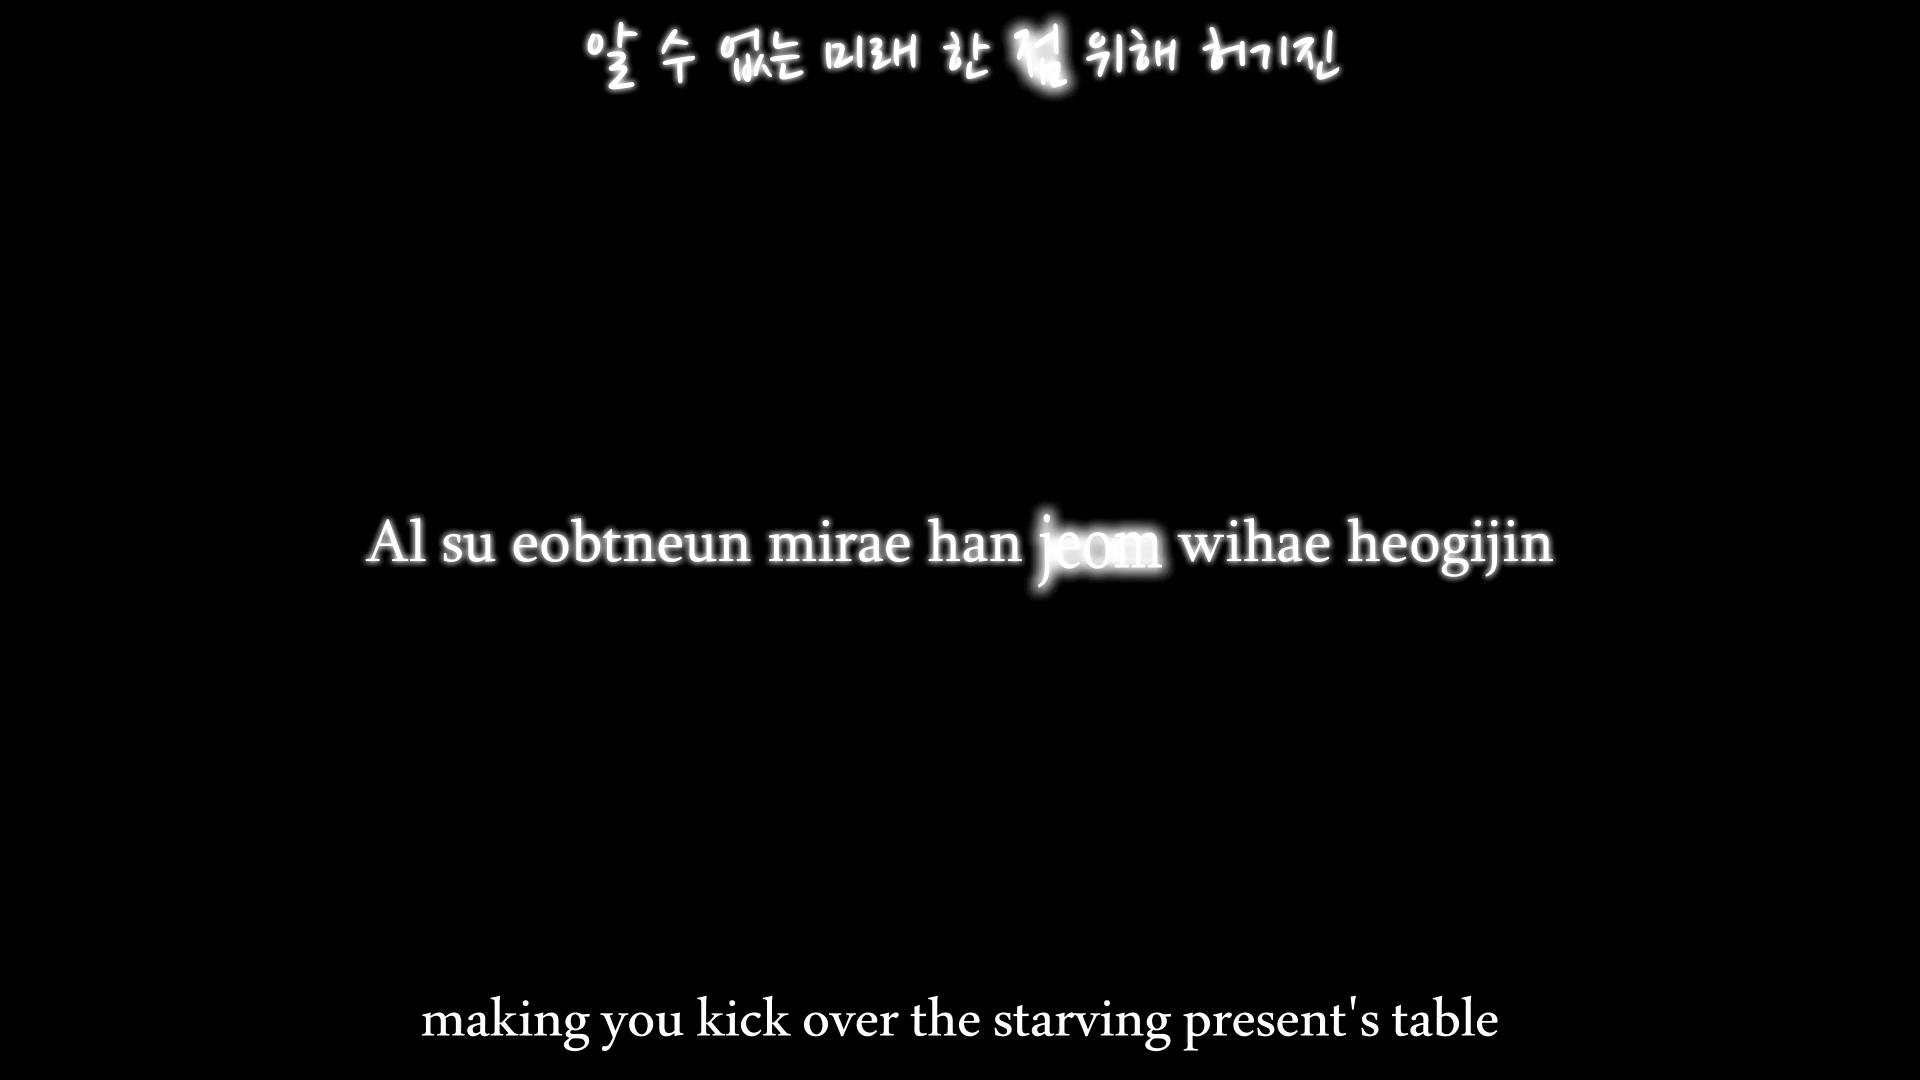 알 수 없는 미래 한 점 위해 허기진
Al su eobtneun mirae han jeom wihae heogijin
making you kick over the starving present's table